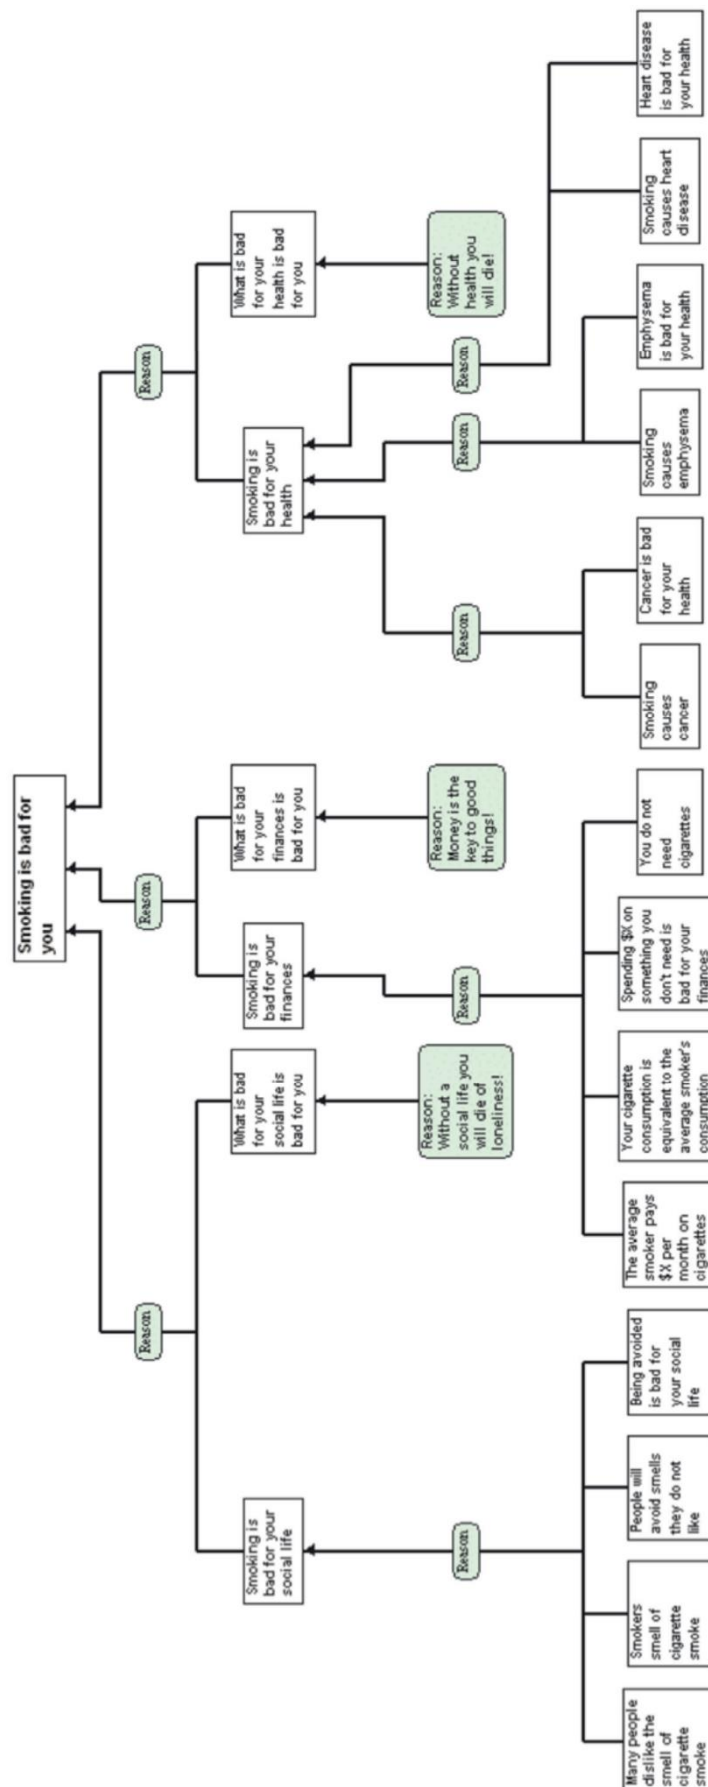 Smoking is bad for
you
Reason
Reason
Reason
Smoking is
bad for your
social life
What is bad
for your
social life is
bad for you
Smoking is
bad for your
finances
What is bad
for your
finances is
bad for you
Smoking is
bad for your
health
What is bad
for your
health is bad
for you
Reason
Reason:
Without a
social life you
will die of
loneliness!
Reason
Reason:
Money is the
key to good
things!
Reason
Reason
Reason
Reason:
Without
health you
will die!
Many people
dislike the
smell of
cigarette
smoke
Smokers
smell of
cigarette
smoke
People will
avoid smells
they do not
like
Being avoided
is bad for
your social
life
The average
smoker pays
$X per
month on
cigarettes
Your cigarette
consumption is
equivalent to the
average smoker's
consumption
Spending $X on
something you
don't need is
bad for your
finances
You do not
need
cigarettes
Smoking
causes
cancer
Cancer is bad
for your
health
Smoking
causes
emphysema
Emphysema
is bad for
your health
Smoking
causes heart
disease
Heart disease
is bad for
your health